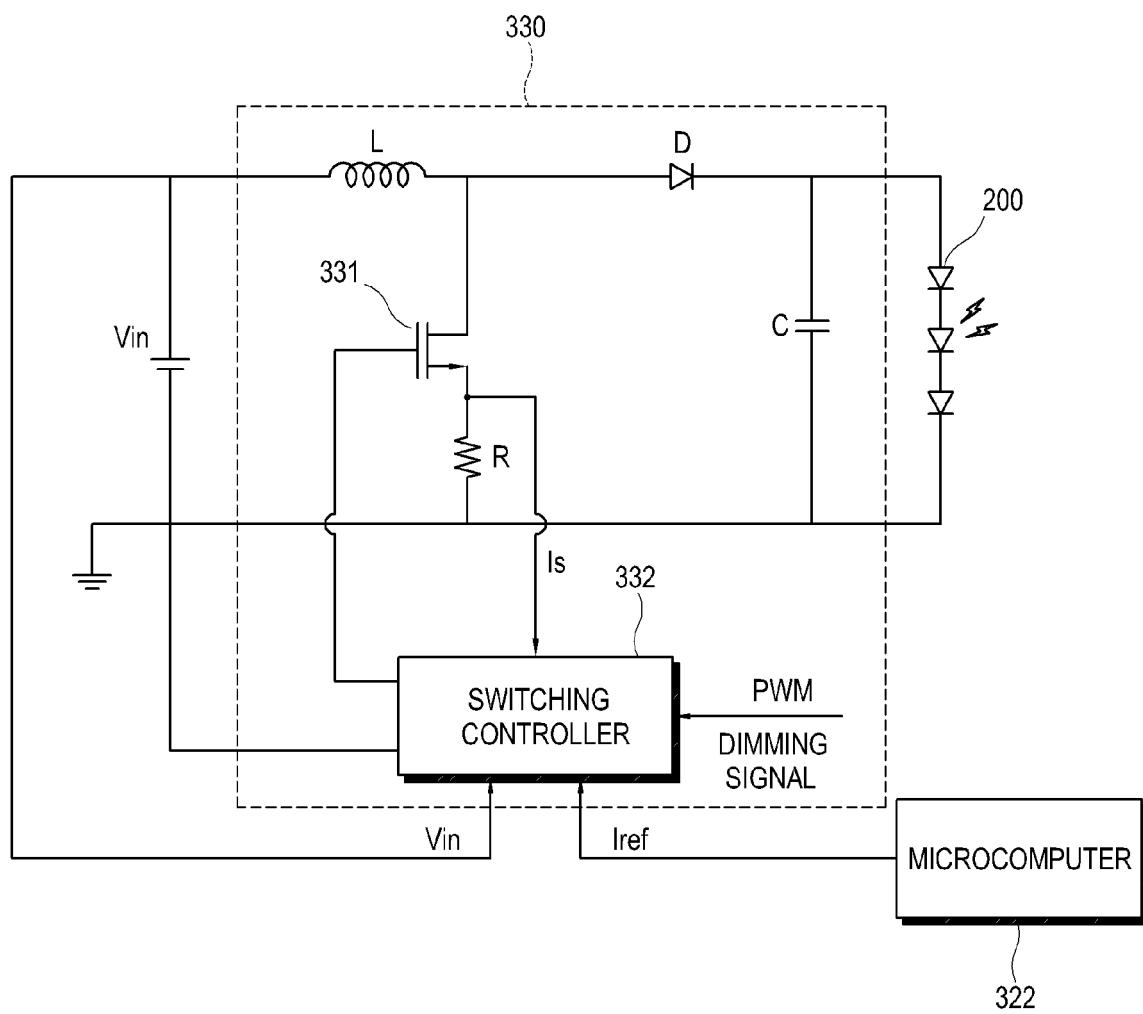 330
L
D
200
331
Vin
C
R
Is
332
SWITCHING
CONTROLLER
PWM
DIMMING
SIGNAL
Vin
Iref
MICROCOMPUTER
322